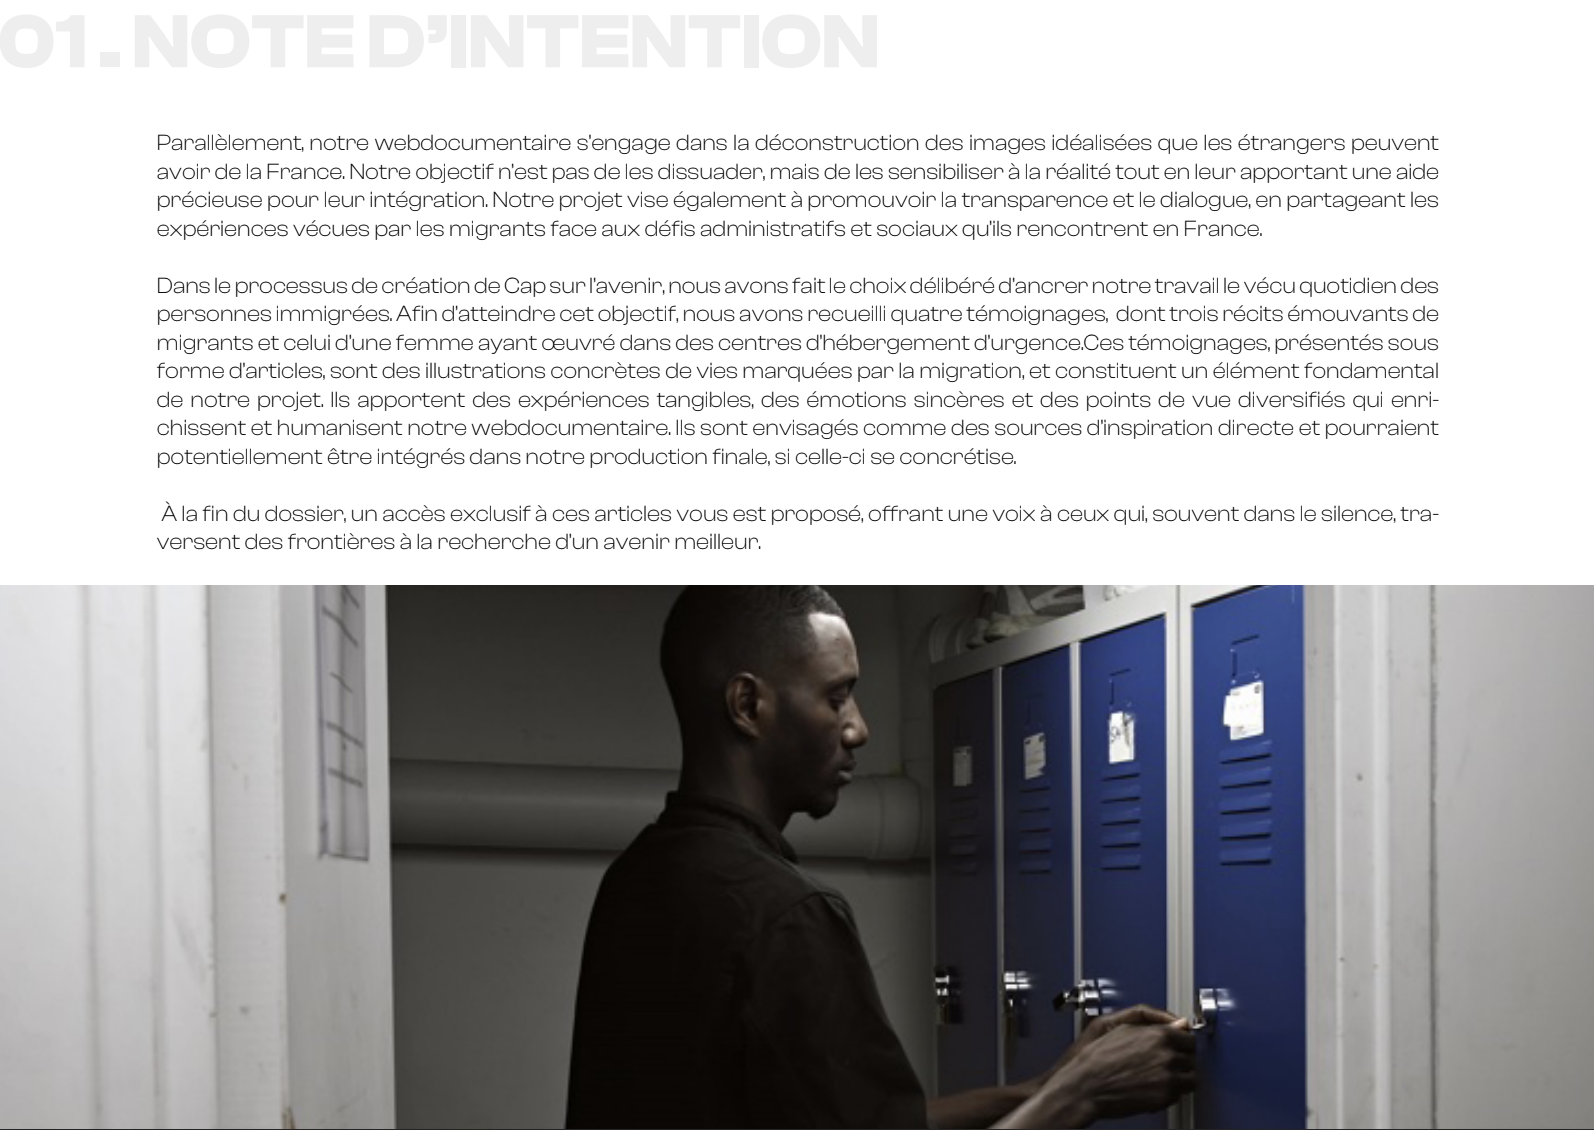 01. NOTE D’INTENTION
Parallèlement, notre webdocumentaire s’engage dans la déconstruction des images idéalisées que les étrangers peuvent
avoir de la France. Notre objectif n’est pas de les dissuader, mais de les sensibiliser à la réalité tout en leur apportant une aide
précieuse pour leur intégration. Notre projet vise également à promouvoir la transparence et le dialogue, en partageant les
expériences vécues par les migrants face aux défis administratifs et sociaux qu’ils rencontrent en France.
Dans le processus de création de Cap sur l’avenir, nous avons fait le choix délibéré d’ancrer notre travail le vécu quotidien des
personnes immigrées. Afin d’atteindre cet objectif, nous avons recueilli quatre témoignages, dont trois récits émouvants de
migrants et celui d’une femme ayant œuvré dans des centres d’hébergement d’urgence.Ces témoignages, présentés sous
forme d’articles, sont des illustrations concrètes de vies marquées par la migration, et constituent un élément fondamental
de notre projet. Ils apportent des expériences tangibles, des émotions sincères et des points de vue diversifiés qui enri-
chissent et humanisent notre webdocumentaire. Ils sont envisagés comme des sources d’inspiration directe et pourraient
potentiellement être intégrés dans notre production finale, si celle-ci se concrétise.
À la fin du dossier, un accès exclusif à ces articles vous est proposé, offrant une voix à ceux qui, souvent dans le silence, tra-
versent des frontières à la recherche d’un avenir meilleur.